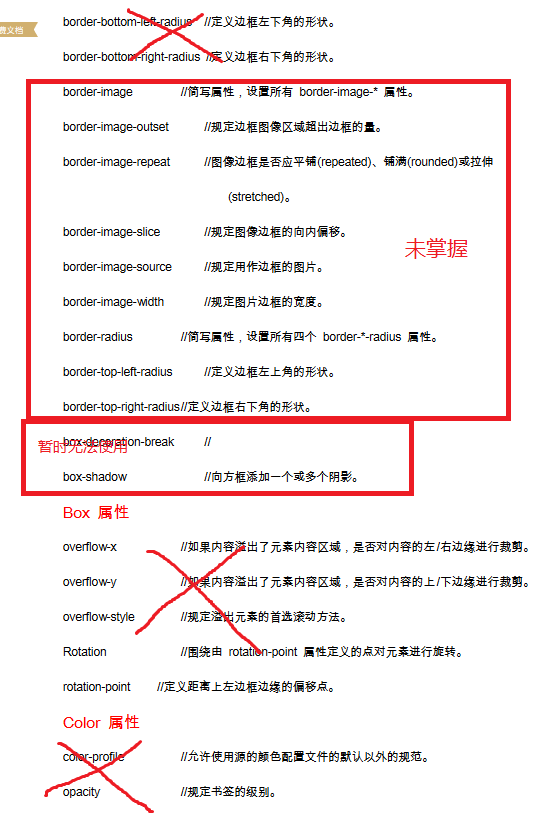 费文档
border-bottom-left-radius //定义边框左下角的形状。
border-bottom-right-radius //定义边框右下角的形状。
border-image //简写属性，设置所有 border-image-* 属性。
border-image-outset //规定边框图像区域超出边框的量。
border-image-repeat //图像边框是否应平铺(repeated)、铺满(rounded)或拉伸
(stretched)。
border-image-slice //规定图像边框的向内偏移。
未掌握
border-image-source //规定用作边框的图片。
border-image-width //规定图片边框的宽度。
border-radius //简写属性，设置所有四个 border-*-radius 属性。
border-top-left-radius //定义边框左上角的形状。
border-top-right-radius//定义边框右下角的形状。
box-decoration-break //
暂时无法使用
box-shadow //向方框添加一个或多个阴影。
Box 属性
overflow-x //如果内容溢出了元素内容区域，是否对内容的左/右边缘进行裁剪。
overflow-y //如果内容溢出了元素内容区域，是否对内容的上/下边缘进行裁剪。
overflow-style //规定溢出元素的首选滚动方法。
Rotation //围绕由 rotation-point 属性定义的点对元素进行旋转。
rotation-point //定义距离上左边框边缘的偏移点。
Color 属性
color-profile //允许使用源的颜色配置文件的默认以外的规范。
opacity //规定书签的级别。